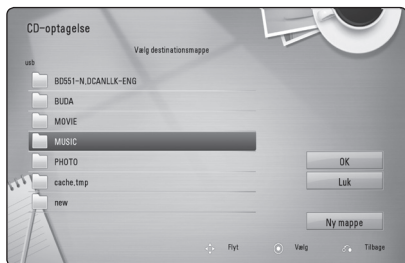 CD-optagelse
Vælg destinationsmappe
usb
BD551-N,DCANLLK-ENG
BUDA
MOVIE
MUSIC
PHOTO
cache,tmp
new
OK
Luk
Ny mappe
Flyt Vælg Tilbage